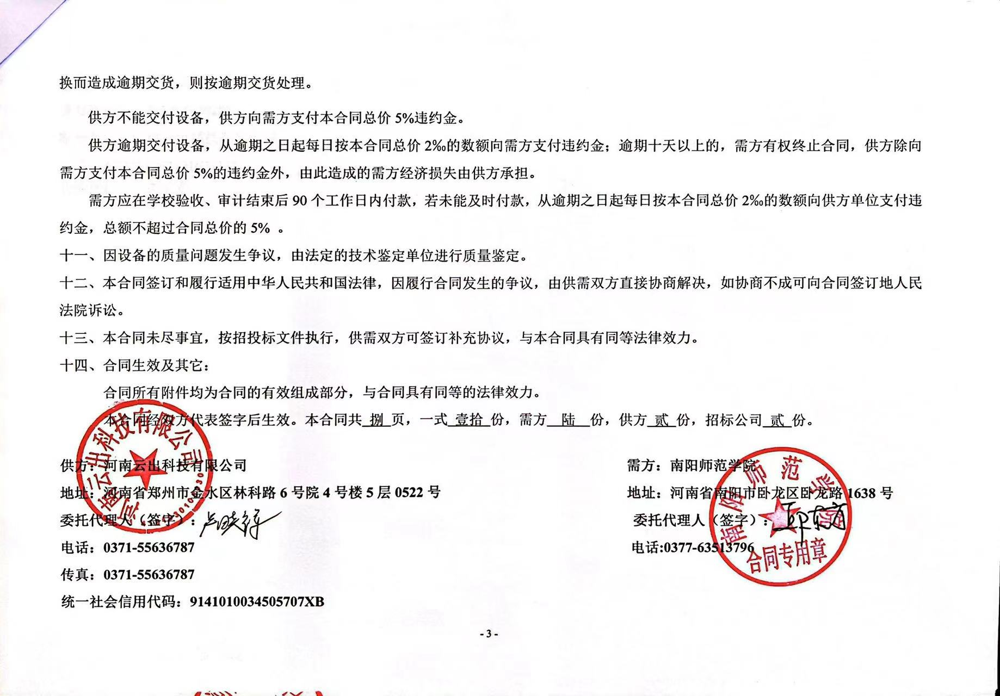 换而造成逾期交货，则按逾期交货处理。
供方不能交付设备，供方向需方支付本合同总价 5%违约金。
供方逾期交付设备，从逾期之日起每日按本合同总价 2‰的数额向需方支付违约金；逾期十天以上的，需方有权终止合同，供方除向
需方支付本合同总价 5%的违约金外，由此造成的需方经济损失由供方承担。
需方应在学校验收、审计结束后 90 个工作日内付款，若未能及时付款，从逾期之日起每日按本合同总价 2‰的数额向供方单位支付违
约金，总额不超过合同总价的 5% 。
十一、因设备的质量问题发生争议，由法定的技术鉴定单位进行质量鉴定。
十二、本合同签订和履行适用中华人民共和国法律，因履行合同发生的争议，由供需双方直接协商解决，如协商不成可向合同签订地人民
法院诉讼。
十三、本合同未尽事宜，按招投标文件执行，供需双方可签订补充协议，与本合同具有同等法律效力。
十四、合同生效及其它：
合同所有附件均为合同的有效组成部分，与合同具有同等的法律效力。
本合同经双方代表签字后生效。本合同共 捌 页，一式 壹拾 份，需方 陆 份，供方 贰 份，招标公司 贰 份。
供方：河南云出科技有限公司
地址：河南省郑州市金水区林科路 6 号院 4 号楼 5 层 0522 号
委托代理人（签字）：
电话：0371-55636787
传真：0371-55636787
统一社会信用代码：9141010034505707XB
河南云出科技有限公司
需方：南阳师范学院
地址：河南省南阳市卧龙区卧龙路 1638 号
委托代理人（签字）：
电话:0377-63513796
南阳师范学院
合同专用章
- 3 -